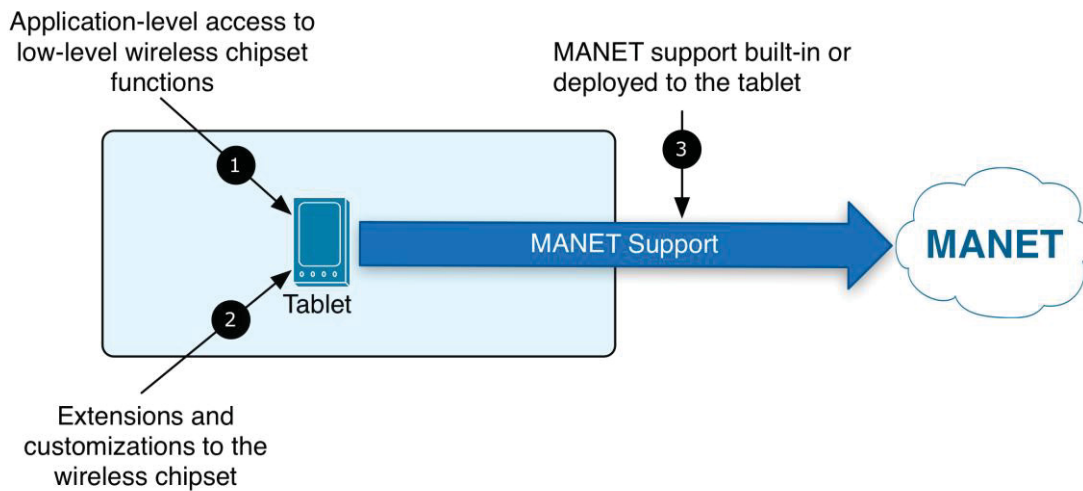 Application-level access to
low-level wireless chipset
functions
MANET support built-in or
deployed to the tablet
1
3
MANET Support
MANET
Tablet
2
Extensions and
customizations to the
wireless chipset